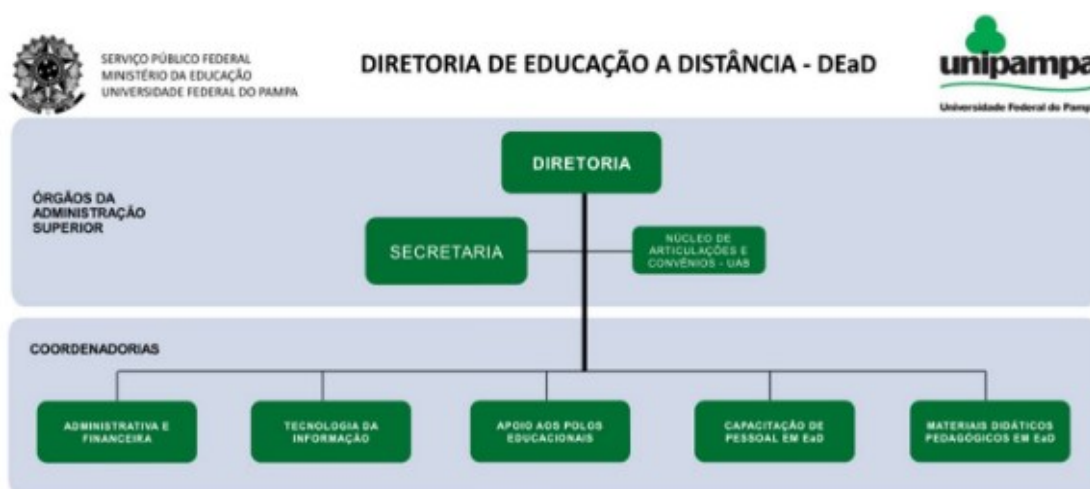 SERVIÇO PÚBLICO FEDERAL
MINISTÉRIO DA EDUCAÇÃO
UNIVERSIDADE FEDERAL DO PAMPA
DIRETORIA DE EDUCAÇÃO A DISTÂNCIA - DEaD
unipampa
Universidade Federal do Pampa
DIRETORIA
ÓRGÃOS DA
ADMINISTRAÇÃO
SUPERIOR
SECRETARIA
NÚCLEO DE
ARTICULAÇÕES E
CONVÊNIOS - UAB
COORDENADORIAS
ADMINISTRATIVA E
FINANCEIRA
TECNOLOGIA DA
INFORMAÇÃO
APOIO AOS POLOS
EDUCACIONAIS
CAPACITAÇÃO DE
PESSOAL EM EaD
MATERIAIS DIDÁTICOS
PEDAGÓGICOS EM EaD